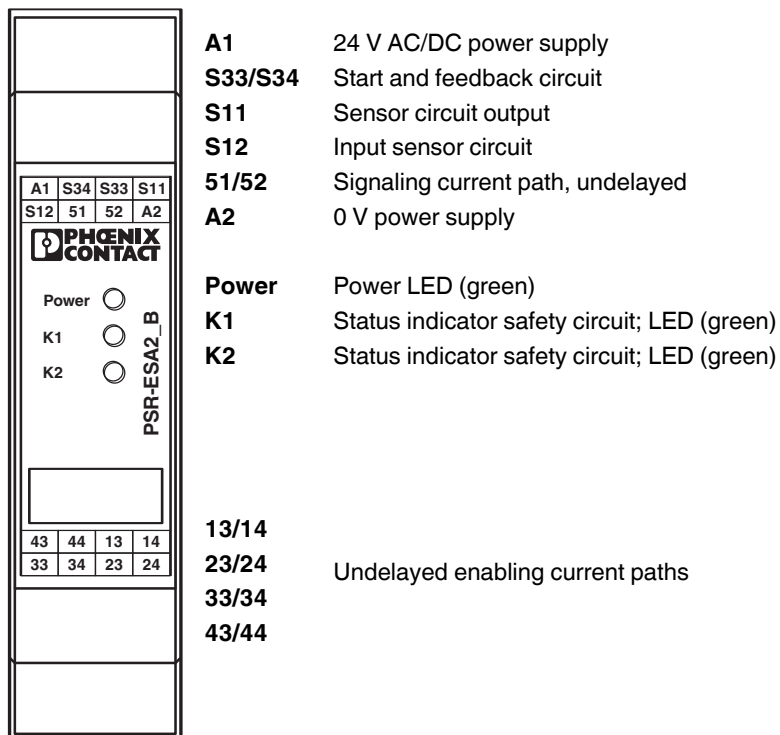 A1 24 V AC/DC power supply
S33/S34 Start and feedback circuit
S11 Sensor circuit output
S12 Input sensor circuit
51/52 Signaling current path, undelayed
A2 0 V power supply
Power Power LED (green)
K1 Status indicator safety circuit; LED (green)
K2 Status indicator safety circuit; LED (green)
13/14
23/24
33/34
43/44
Undelayed enabling current paths
A1 S34 S33 S11
S12 51 52 A2
PHŒNIX
CONTACT
Power
K1
K2
PSR-ESA2_B
43 44 13 14
33 34 23 24